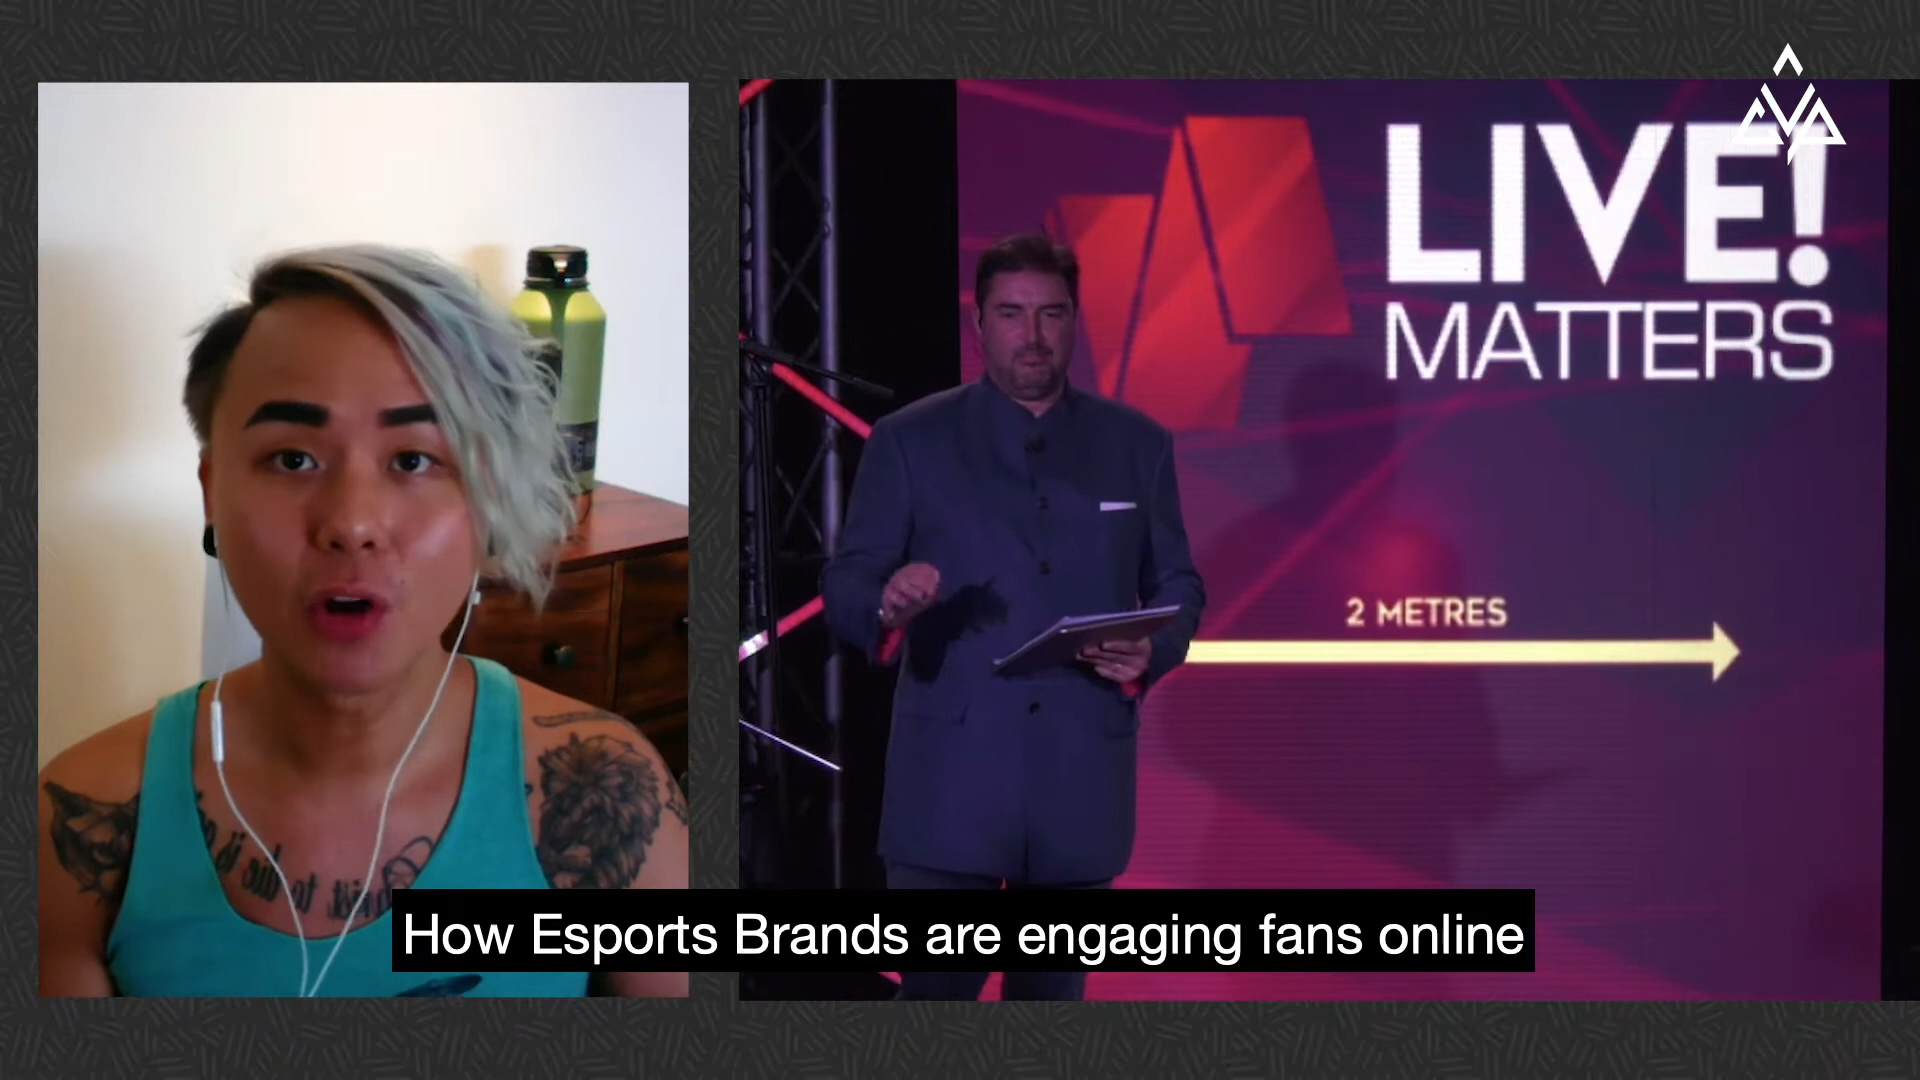 LIVE!
MATTERS
2 METRES
How Esports Brands are engaging fans online